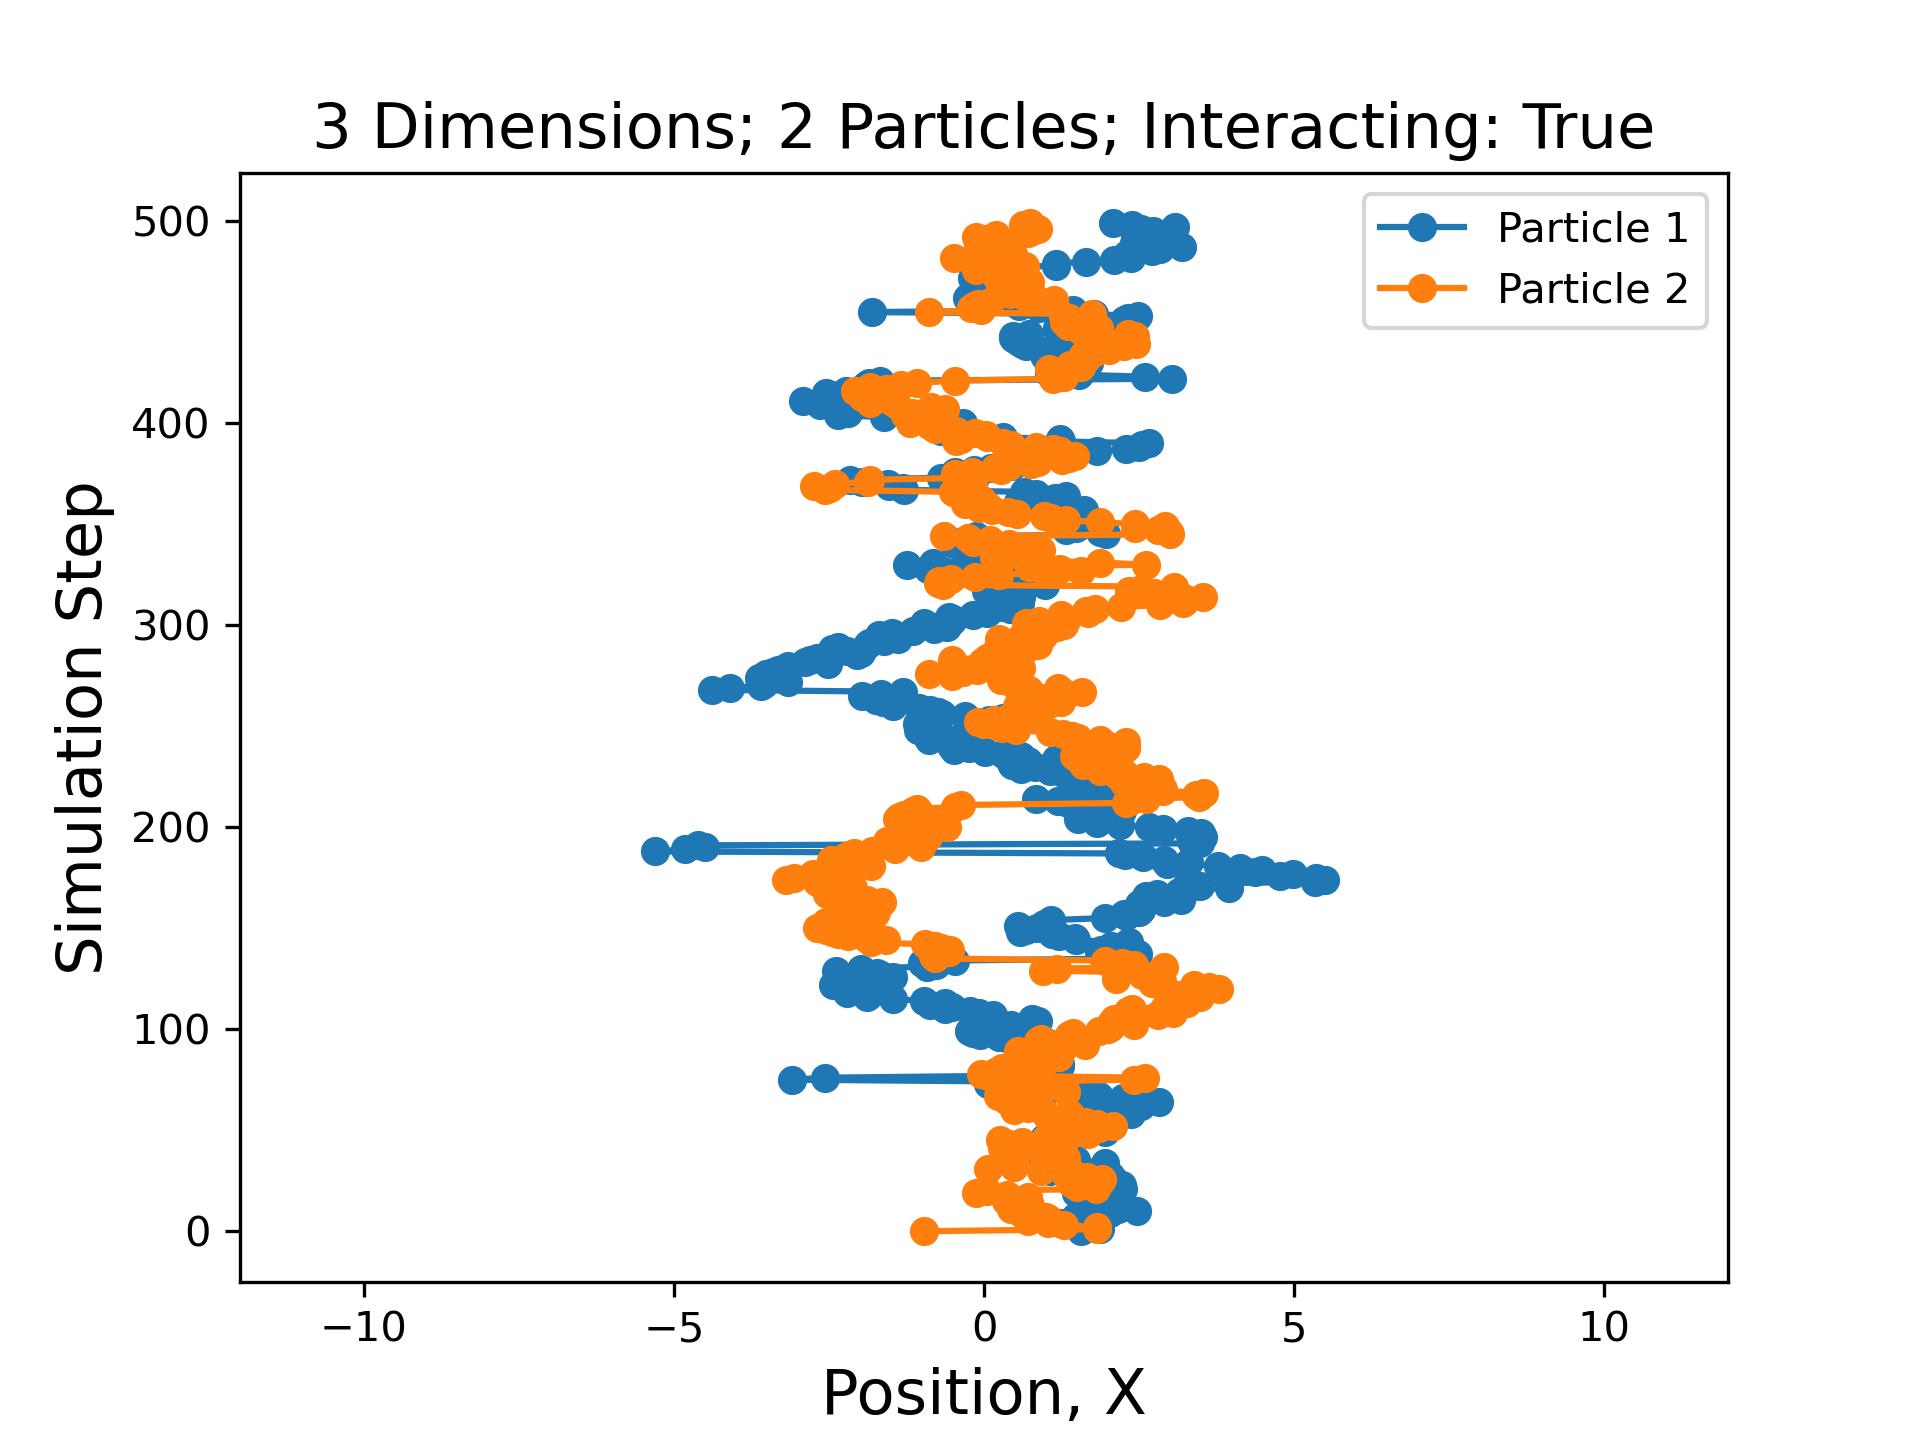 3 Dimensions; 2 Particles; Interacting: True
Particle 1
Particle 2
500
400
300
200
100
0
Simulation Step
−10
−5
0
5
10
Position, X